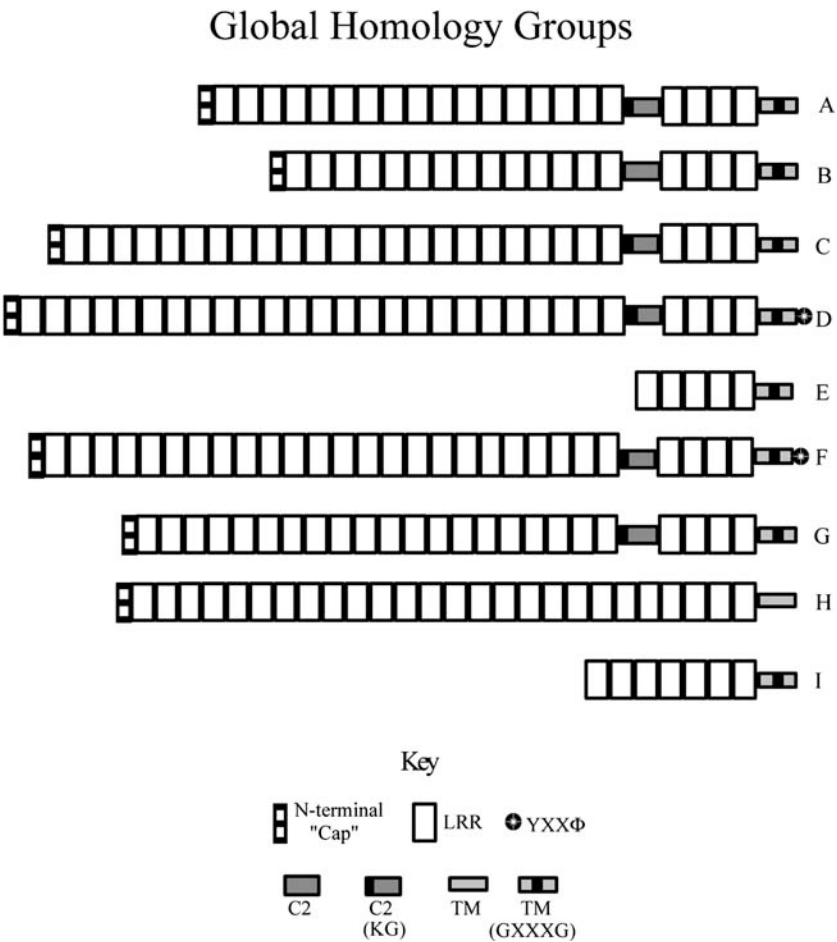 Global Homology Groups
A
B
C
D
E
F
G
H
I
Key
N-terminal
"Cap"
LRR
YXXΦ
C2
C2
(KG)
TM
TM
(GXXXG)